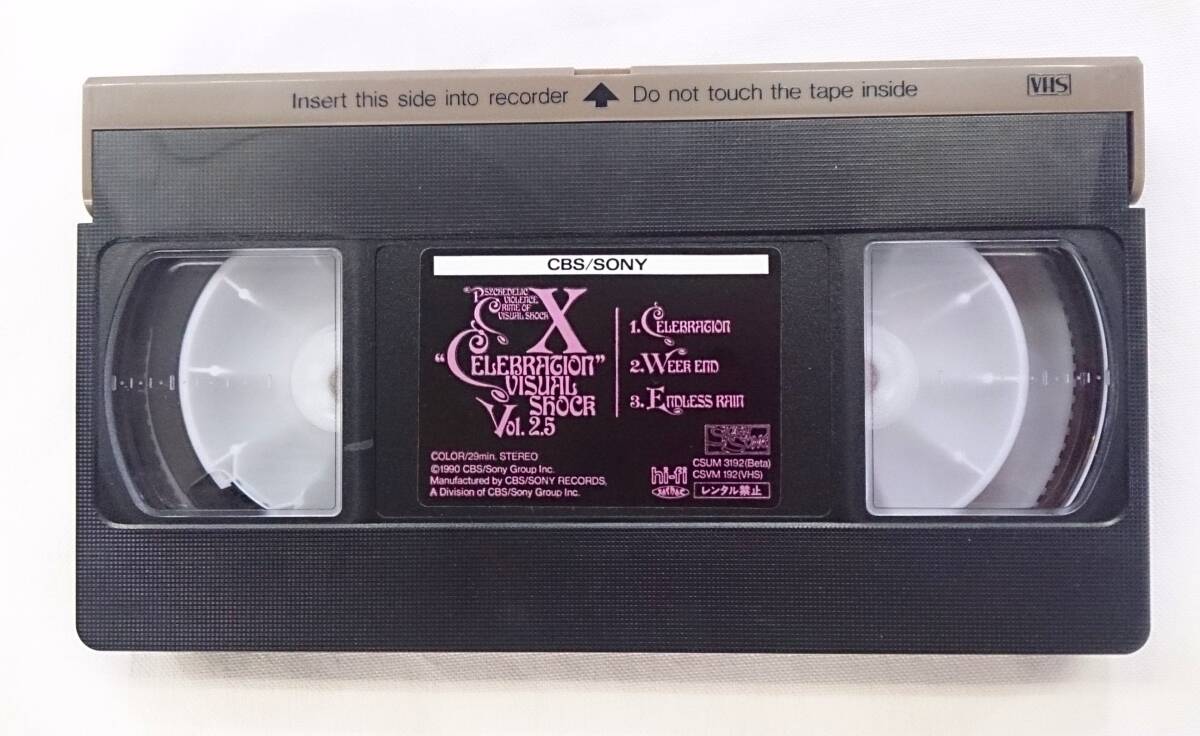 Insert this side into recorder Do not touch the tape inside
VHS
CBS/SONY
PSYCHEDELIC
VIOLENCE
CRIME OF
VISUAL SHOCK
X
"CELEBRATION"
VISUAL
SHOCK
Vol. 2.5
1. CELEBRATION
2. WEEK END
3. ENDLESS RAIN
COLOR/29min. STEREO
©1990 CBS/Sony Group Inc.
Manufactured by CBS/SONY RECORDS,
A Division of CBS/Sony Group Inc.
hi-fi
CSUM 3192(Beta)
CSVM 192(VHS)
レンタル禁止